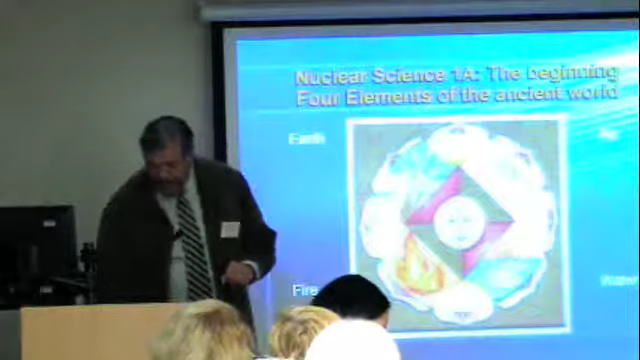 Nuclear Science 1A: The beginning
Four Elements of the ancient world
Earth
Fire